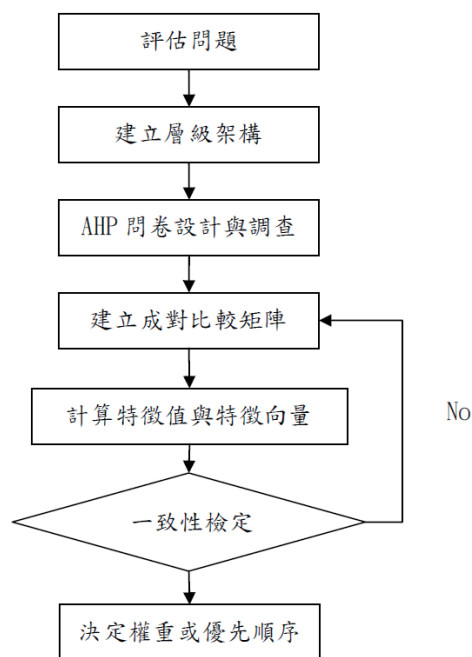 評估問題
建立層級架構
AHP 問卷設計與調查
建立成對比較矩陣
計算特徵值與特徵向量
No
一致性檢定
決定權重或優先順序